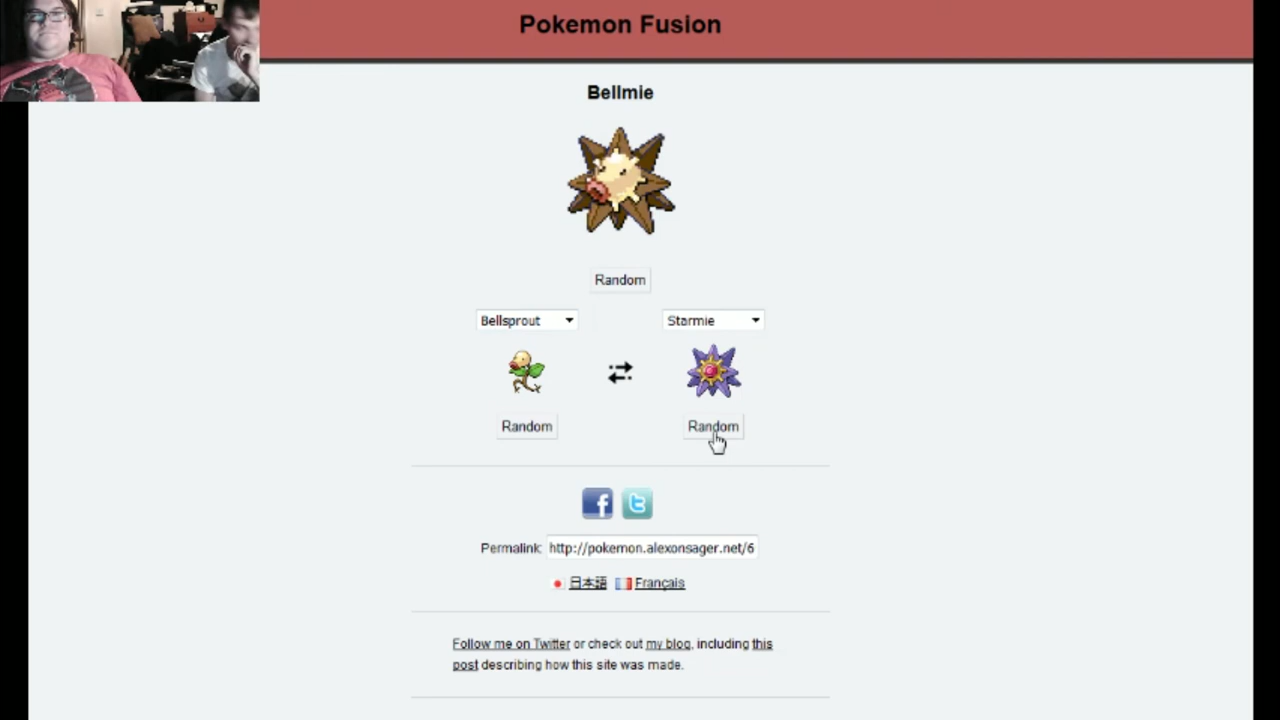 Pokemon Fusion
Bellmie
Random
Bellsprout Starmie
Random Random
f t
Permalink: http://pokemon.alexonsager.net/6
日本語 Français
Follow me on Twitter or check out my blog, including this
post describing how this site was made.